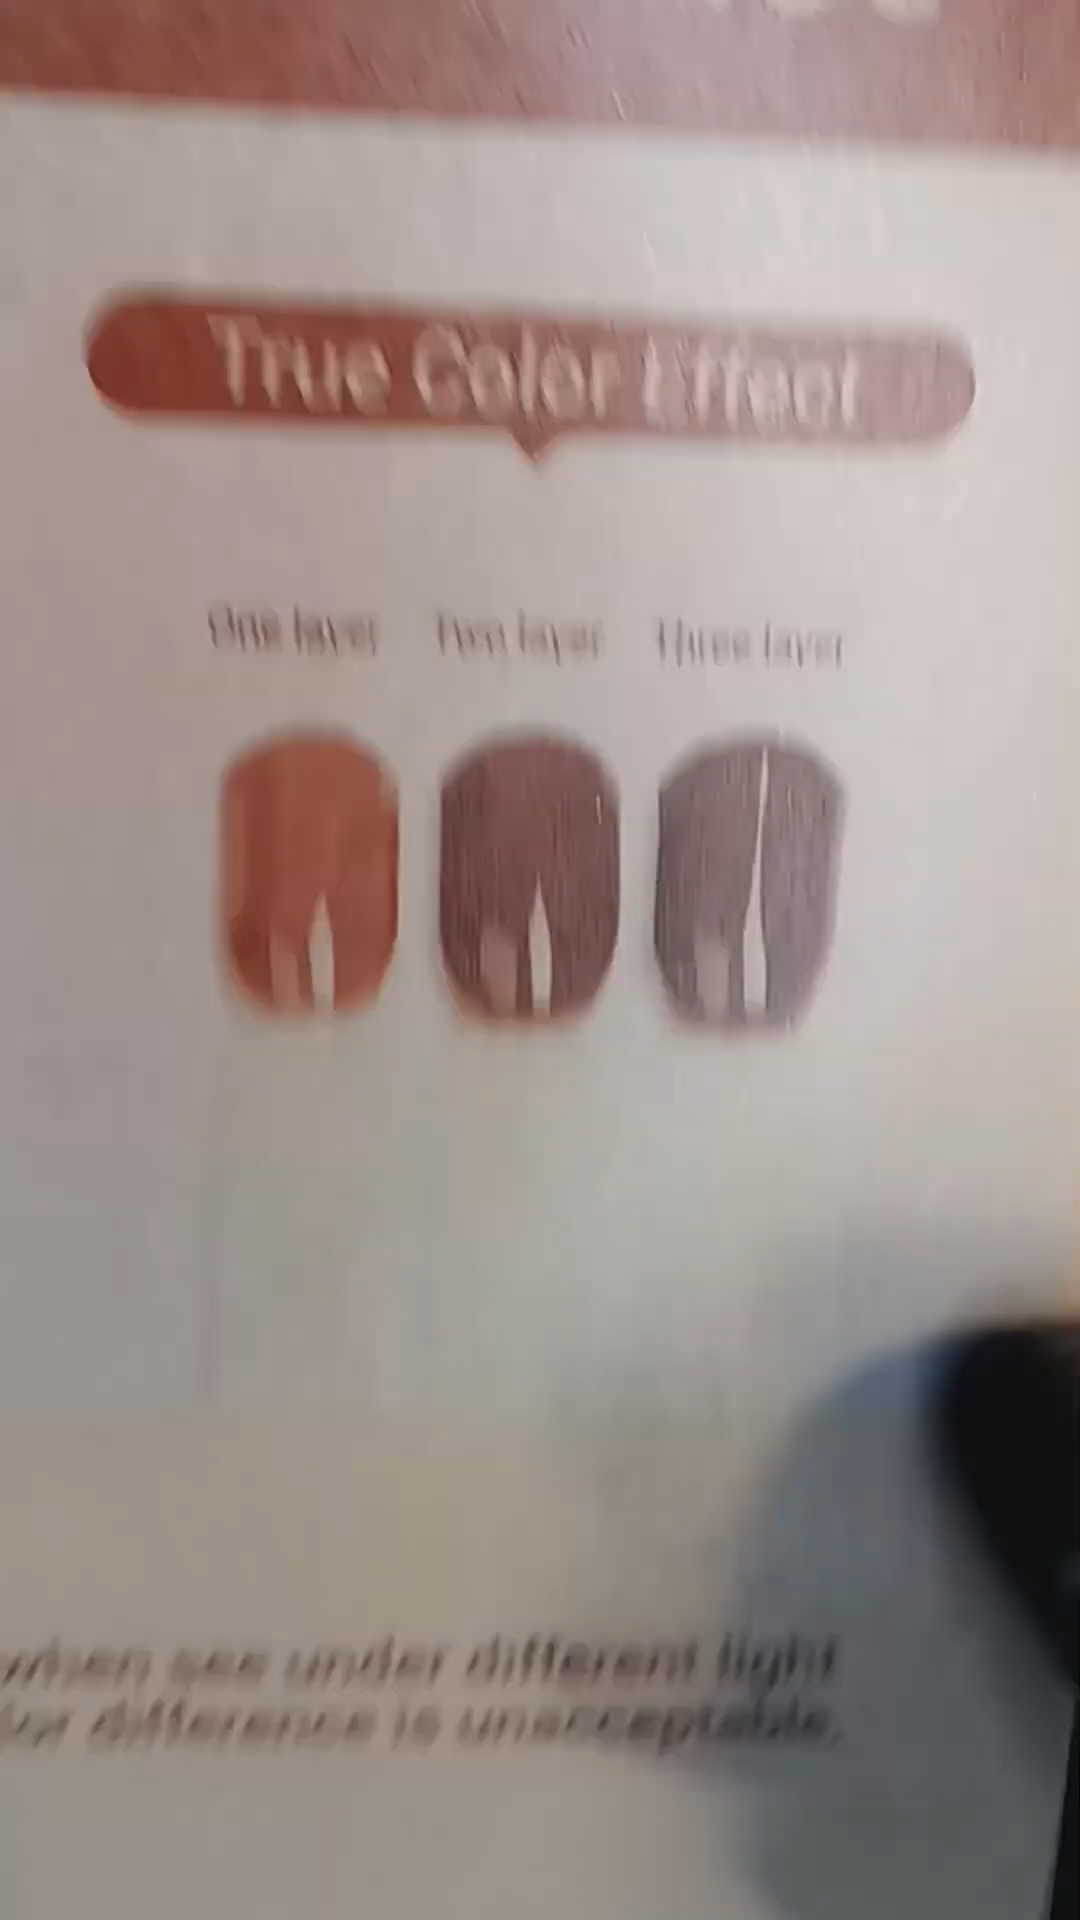 True Color Effect
One layer Two layer Three layer
when see under different light
difference is unacceptable.